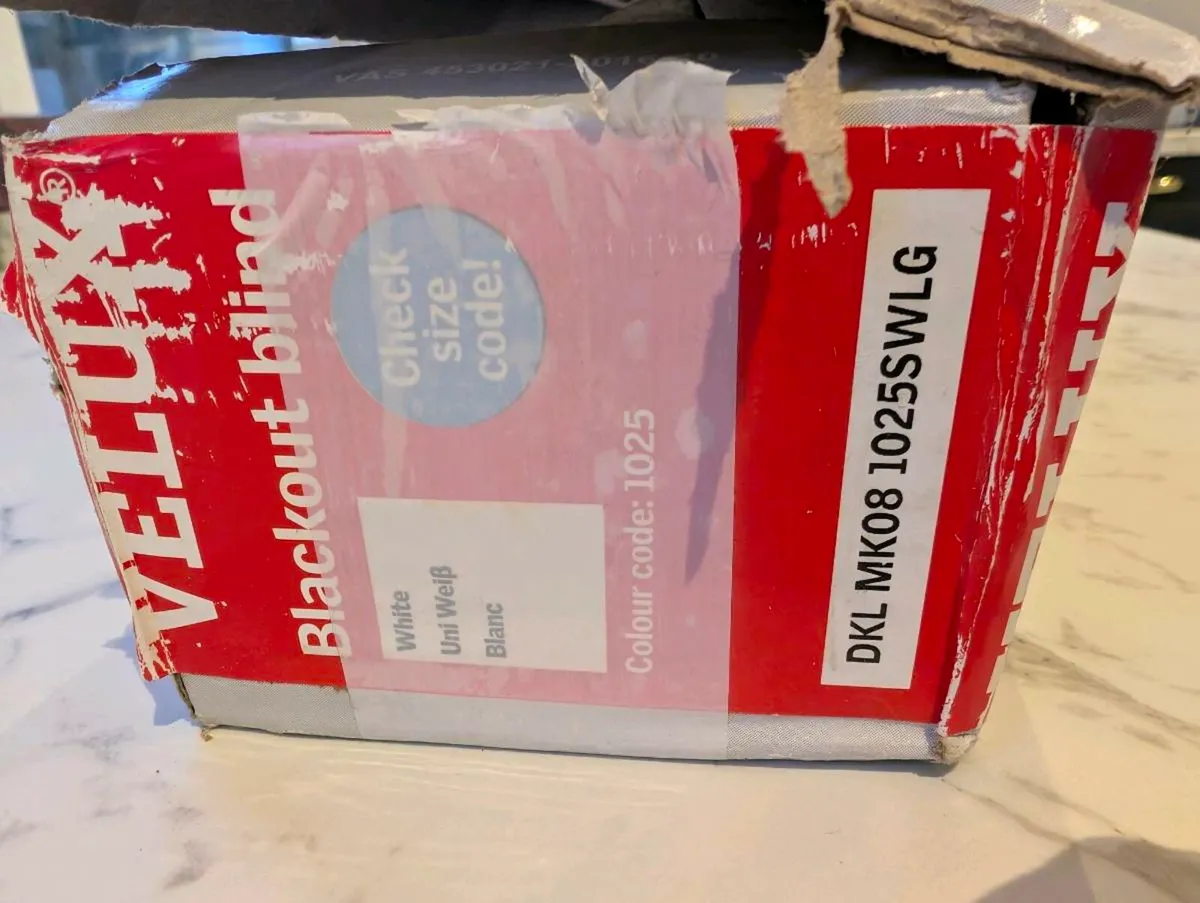 VELUX®
Blackout blind
Check
size
code!
White
Uni Weiß
Blanc
Colour code: 1025
DKL MK08 1025SWLG